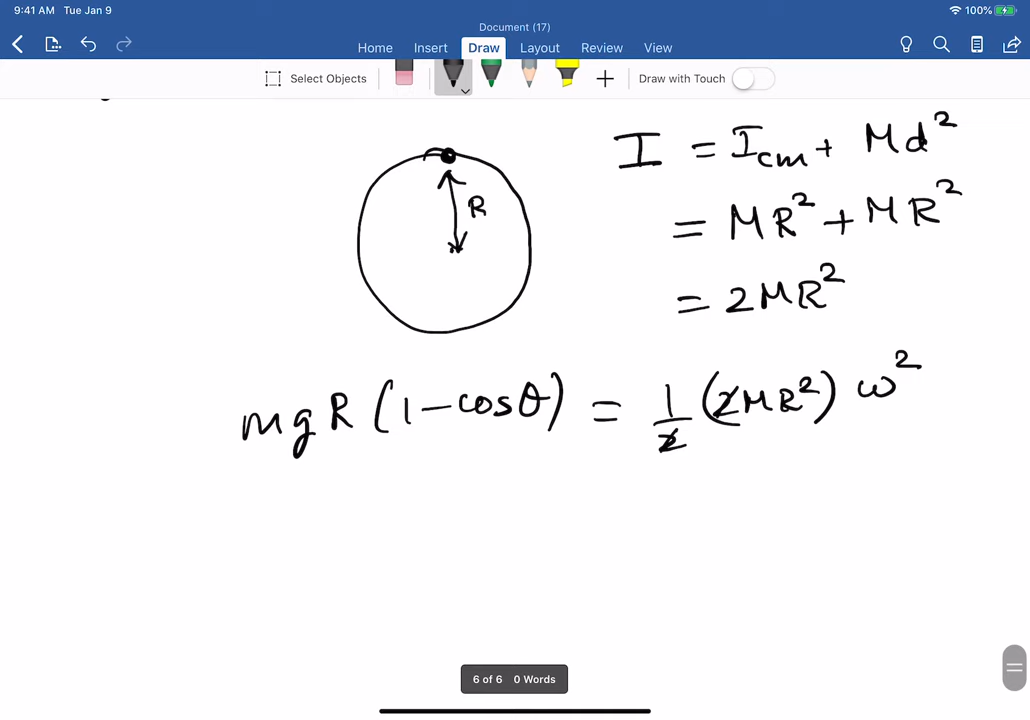 9:41 AM Tue Jan 9
100%
Document (17)
Home Insert Draw Layout Review View
Select Objects
Draw with Touch
I = I_cm + Md²
R
= MR² + MR²
= 2MR²
mgR(1-cosθ) = 1/2 (2MR²) ω²
6 of 6 0 Words